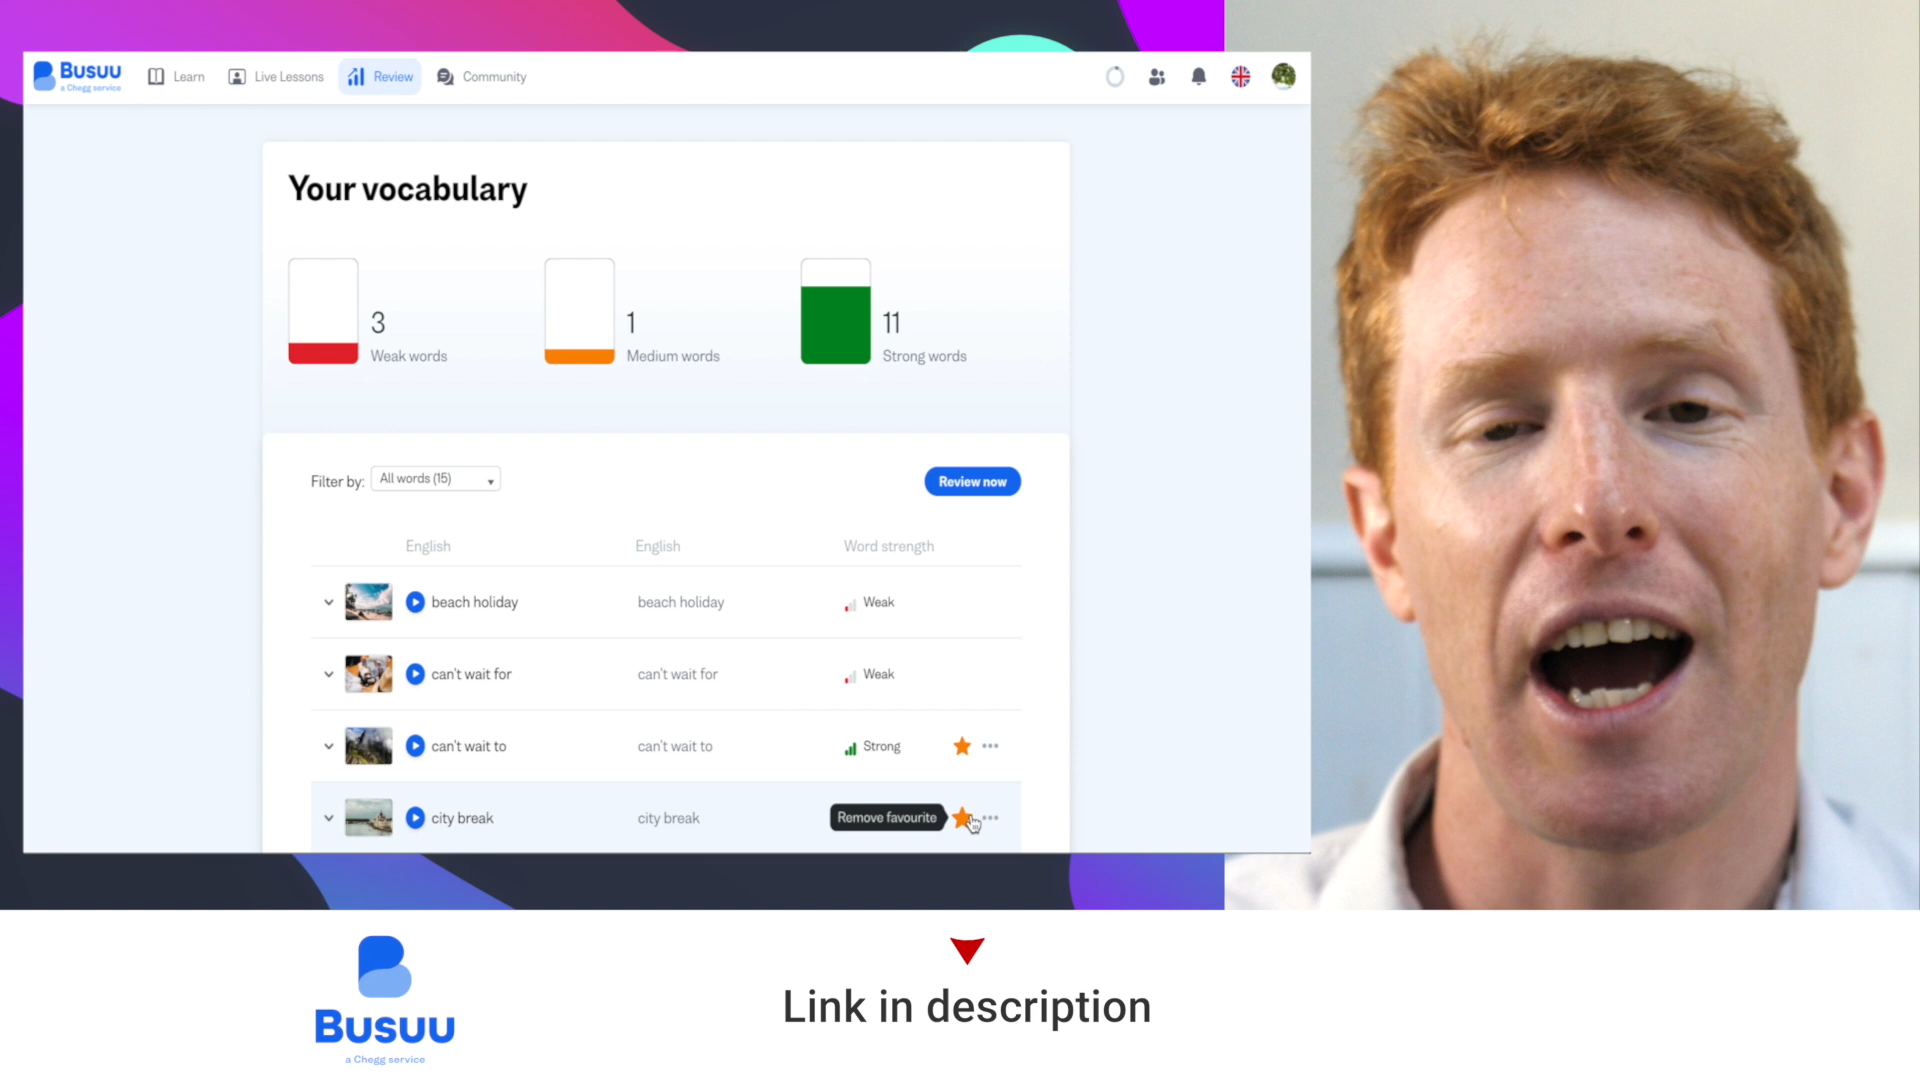 Busuu
a Chegg service
Learn
Live Lessons
Review
Community
Your vocabulary
3
Weak words
1
Medium words
11
Strong words
Filter by:
All words (15)
Review now
English English Word strength
beach holiday beach holiday Weak
can't wait for can't wait for Weak
can't wait to can't wait to Strong
city break city break Remove favourite
Busuu
a Chegg service
Link in description